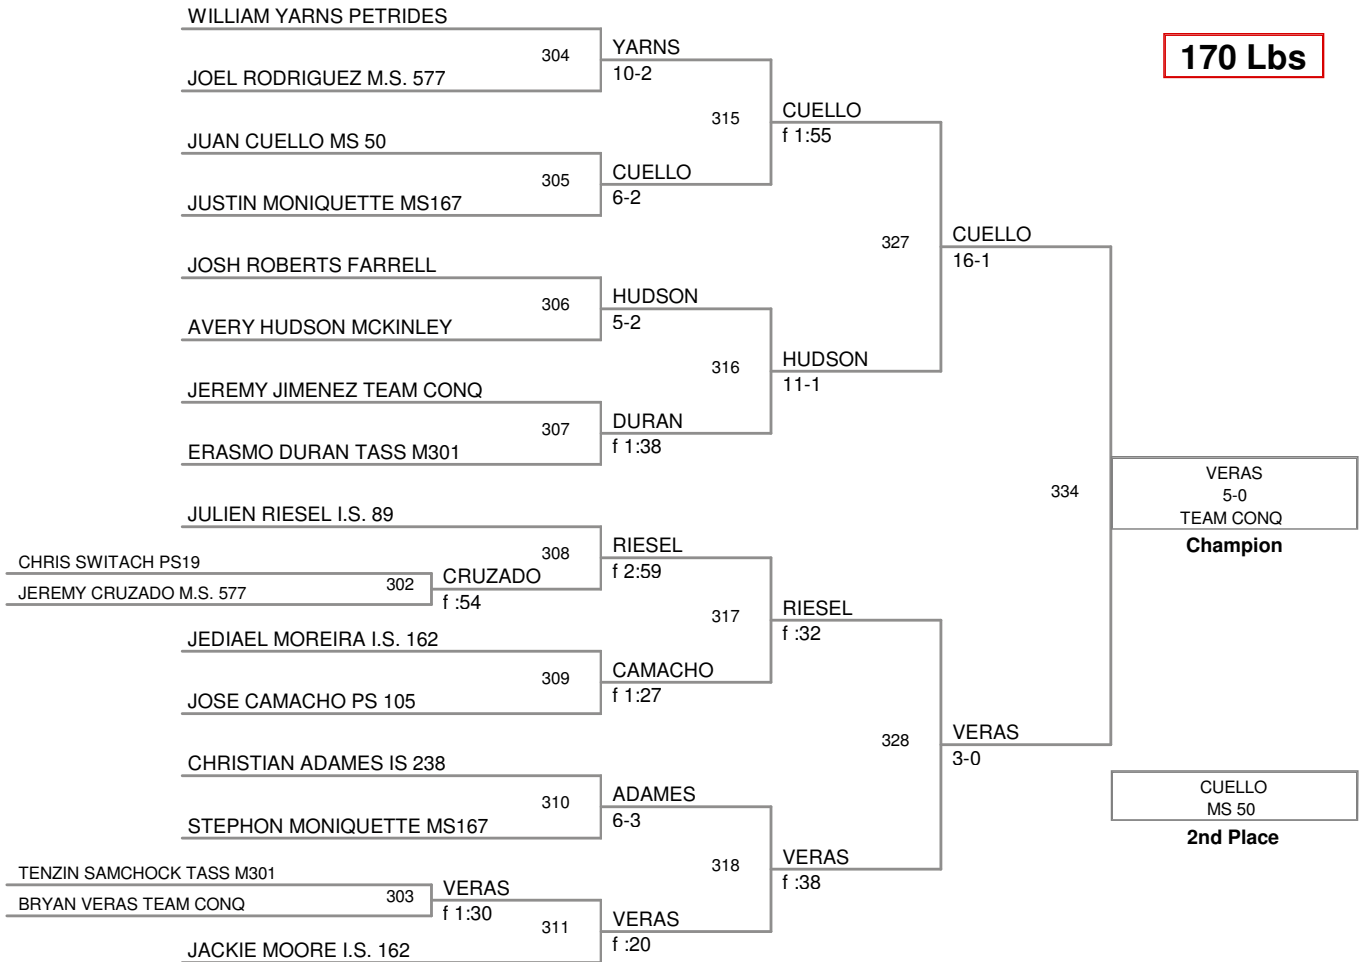 WILLIAM YARNS PETRIDES
170 Lbs
304
YARNS
10-2
JOEL RODRIGUEZ M.S. 577
315
CUELLO
f 1:55
JUAN CUELLO MS 50
305
CUELLO
6-2
JUSTIN MONIQUETTE MS167
327
CUELLO
16-1
JOSH ROBERTS FARRELL
306
HUDSON
5-2
AVERY HUDSON MCKINLEY
316
HUDSON
11-1
JEREMY JIMENEZ TEAM CONQ
307
DURAN
f 1:38
ERASMO DURAN TASS M301
334
VERAS
5-0
TEAM CONQ
Champion
JULIEN RIESEL I.S. 89
308
RIESEL
f 2:59
CHRIS SWITACH PS19
302
CRUZADO
f :54
JEREMY CRUZADO M.S. 577
317
RIESEL
f :32
JEDIAEL MOREIRA I.S. 162
309
CAMACHO
f 1:27
JOSE CAMACHO PS 105
328
VERAS
3-0
CHRISTIAN ADAMES IS 238
310
ADAMES
6-3
STEPHON MONIQUETTE MS167
CUELLO
MS 50
2nd Place
318
VERAS
f :38
TENZIN SAMCHOCK TASS M301
303
VERAS
f 1:30
BRYAN VERAS TEAM CONQ
311
VERAS
f :20
JACKIE MOORE I.S. 162